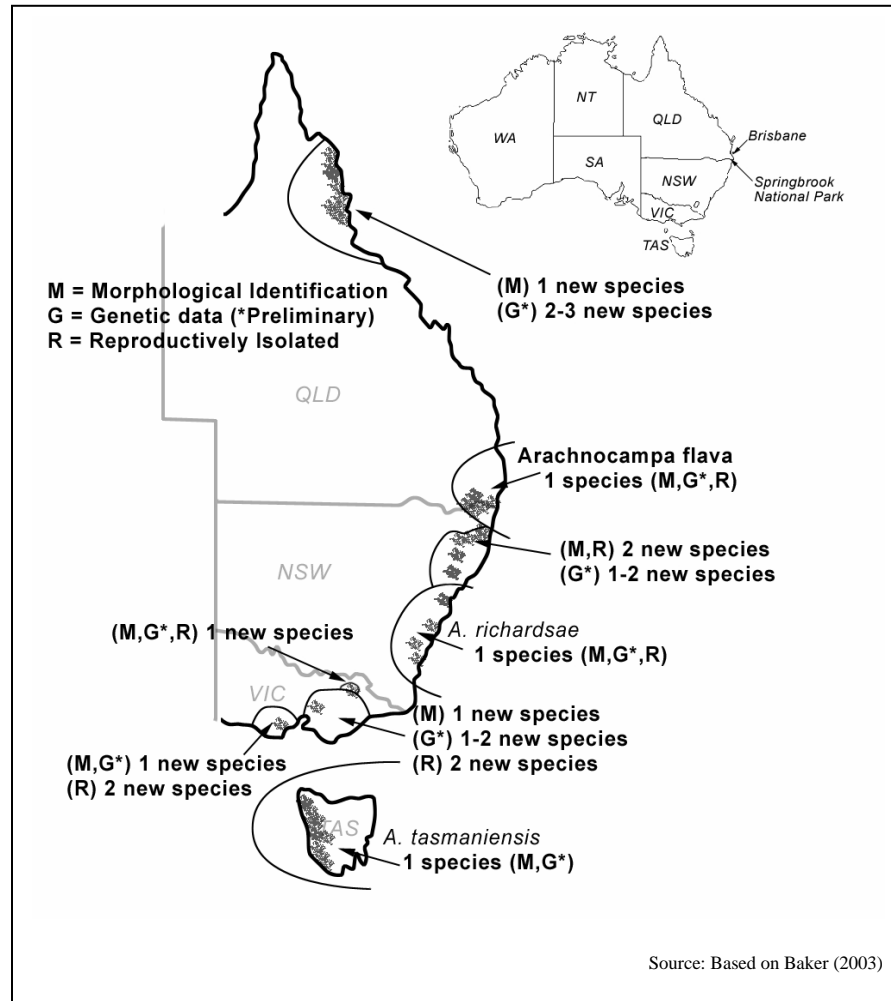 NT
QLD
WA
Brisbane
SA
NSW
Springbrook
National Park
VIC
TAS
(M) 1 new species
(G*) 2-3 new species
M = Morphological Identification
G = Genetic data (*Preliminary)
R = Reproductively Isolated
QLD
Arachnocampa flava
1 species (M,G*,R)
(M,R) 2 new species
(G*) 1-2 new species
NSW
A. richardsae
1 species (M,G*,R)
(M,G*,R) 1 new species
VIC
(M) 1 new species
(G*) 1-2 new species
(R) 2 new species
(M,G*) 1 new species
(R) 2 new species
TAS
A. tasmaniensis
1 species (M,G*)
Source: Based on Baker (2003)